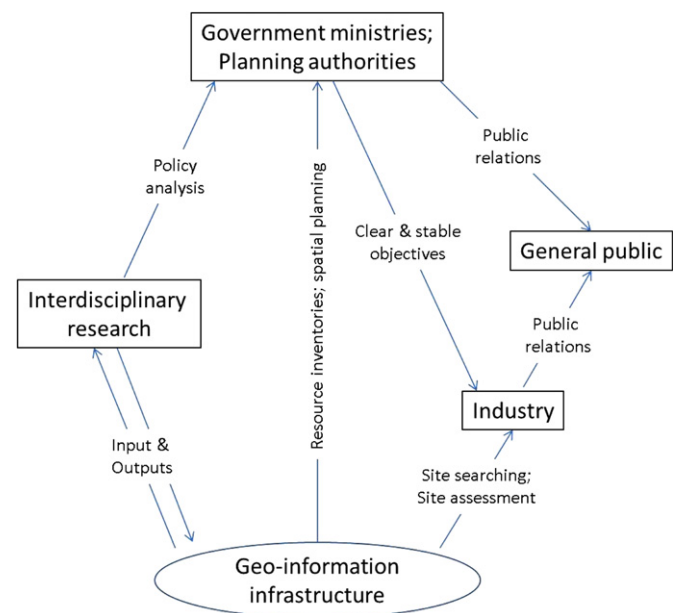 Government ministries;
Planning authorities
Public
relations
Policy
analysis
Resource inventories; spatial planning
Clear & stable
objectives
General public
Interdisciplinary
research
Public
relations
Industry
Input &
Outputs
Site searching;
Site assessment
Geo-information
infrastructure